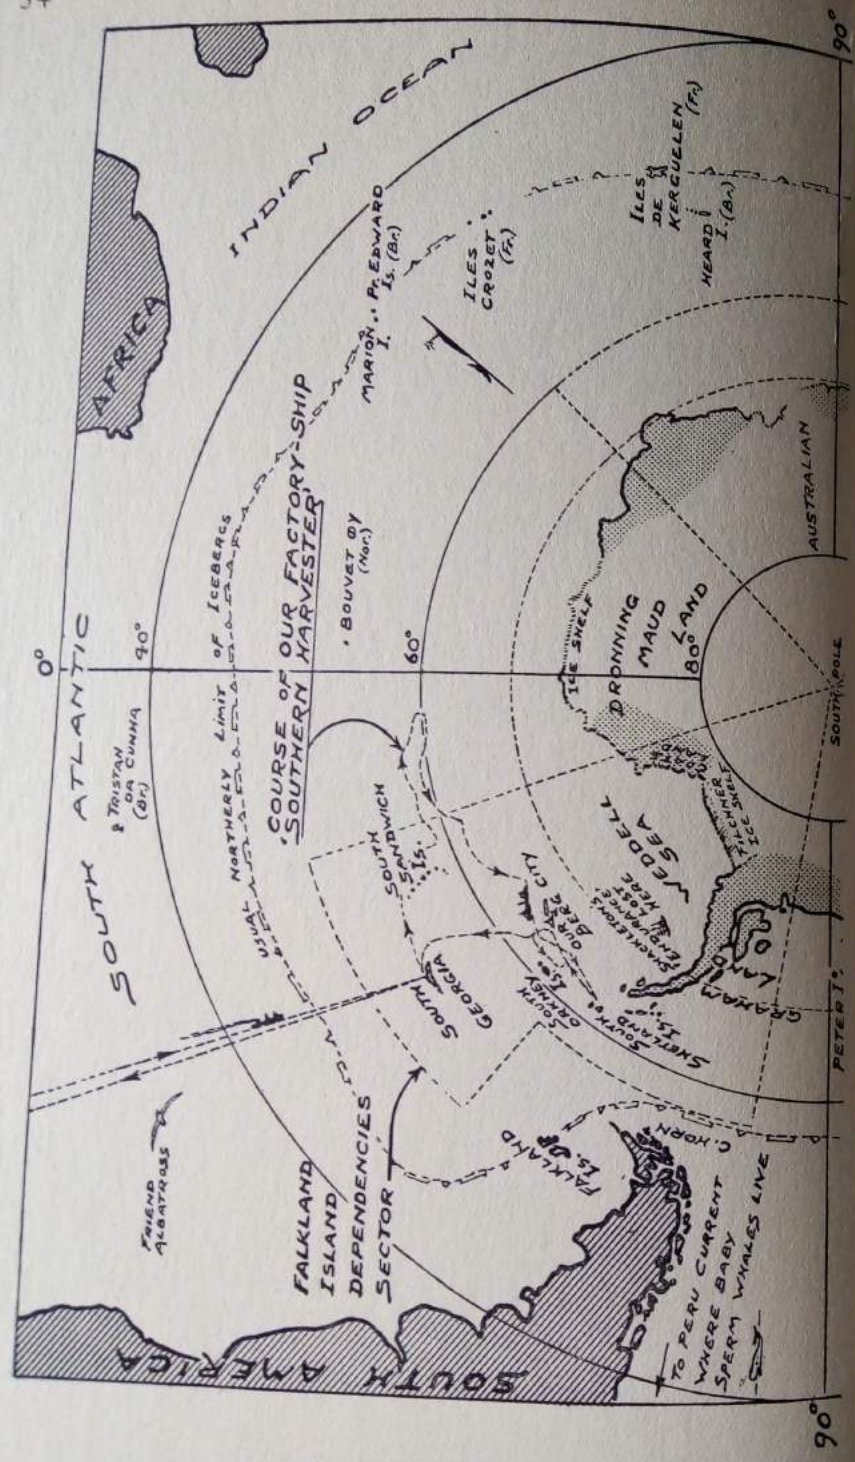 INDIAN OCEAN
AFRICA
SOUTH ATLANTIC
0°
40°
60°
80°
90°
90°
TRISTAN
DA CUNHA
(Br.)
USUAL NORTHERLY LIMIT OF ICEBERGS
COURSE OF OUR FACTORY-SHIP
'SOUTHERN HARVESTER'
MARION
I.
Pr. EDWARD
Is. (Br.)
ILES
CROZET
(Fr.)
ILES
DE
KERGUELEN
(Fr.)
HEARD
I. (Br.)
BOUVET ØY
(Nor.)
ICE SHELF
DRONNING
MAUD
LAND
AUSTRALIAN
SOUTH POLE
SOUTH
SANDWICH
Is.
WEDDELL
SEA
FILCHNER
ICE SHELF
SHACKLETON'S
'ENDURANCE'
LOST
HERE
OUR
BERG CITY
SOUTH
GEORGIA
SOUTH
ORKNEY
Is.
SOUTH
SHETLAND
Is.
GRAHAM
LAND
PETER I
FRIEND
ALBATROSS
FALKLAND
ISLAND
DEPENDENCIES
SECTOR
FALKLAND
Is.
C. HORN
SOUTH AMERICA
TO PERU CURRENT
WHERE BABY
SPERM WHALES LIVE